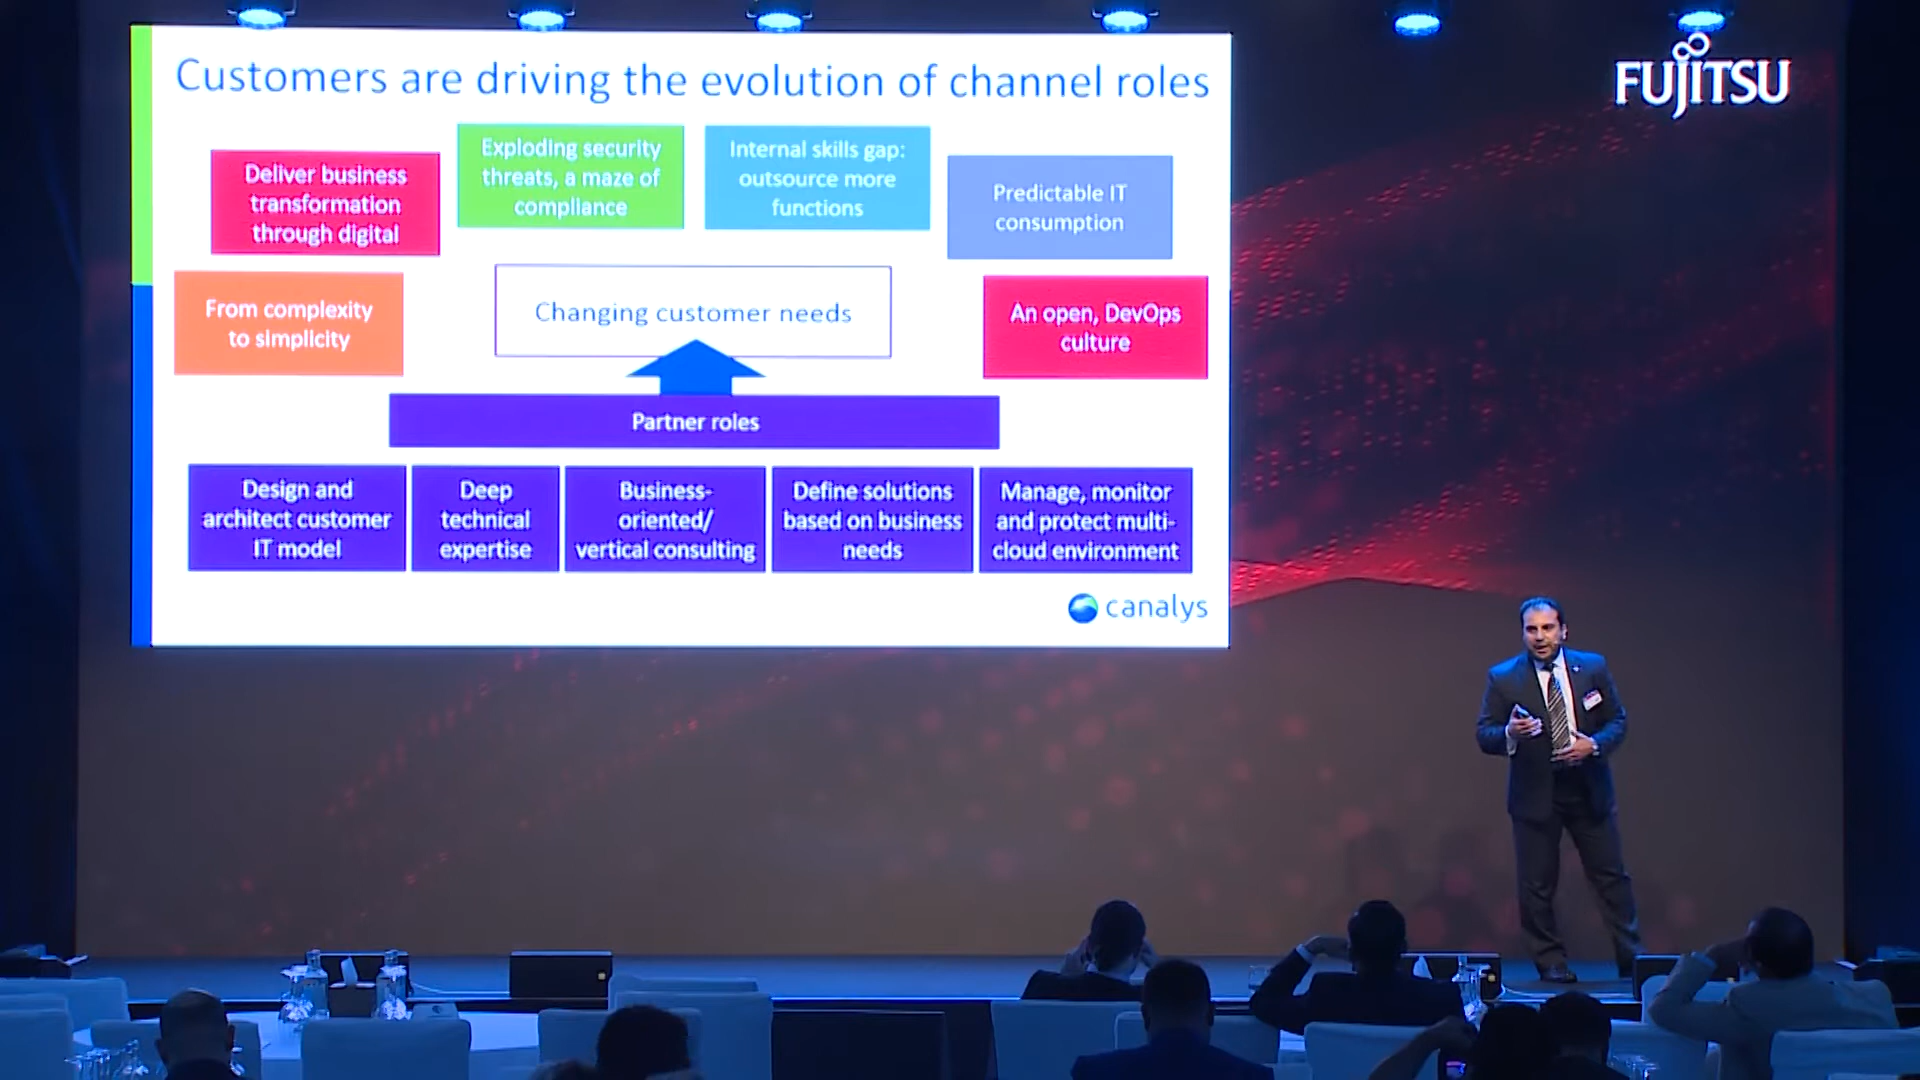 Customers are driving the evolution of channel roles
FUJITSU
Deliver business
transformation
through digital
Exploding security
threats, a maze of
compliance
Internal skills gap:
outsource more
functions
Predictable IT
consumption
From complexity
to simplicity
Changing customer needs
An open, DevOps
culture
Partner roles
Design and
architect customer
IT model
Deep
technical
expertise
Business-
oriented/
vertical consulting
Define solutions
based on business
needs
Manage, monitor
and protect multi-
cloud environment
canalys